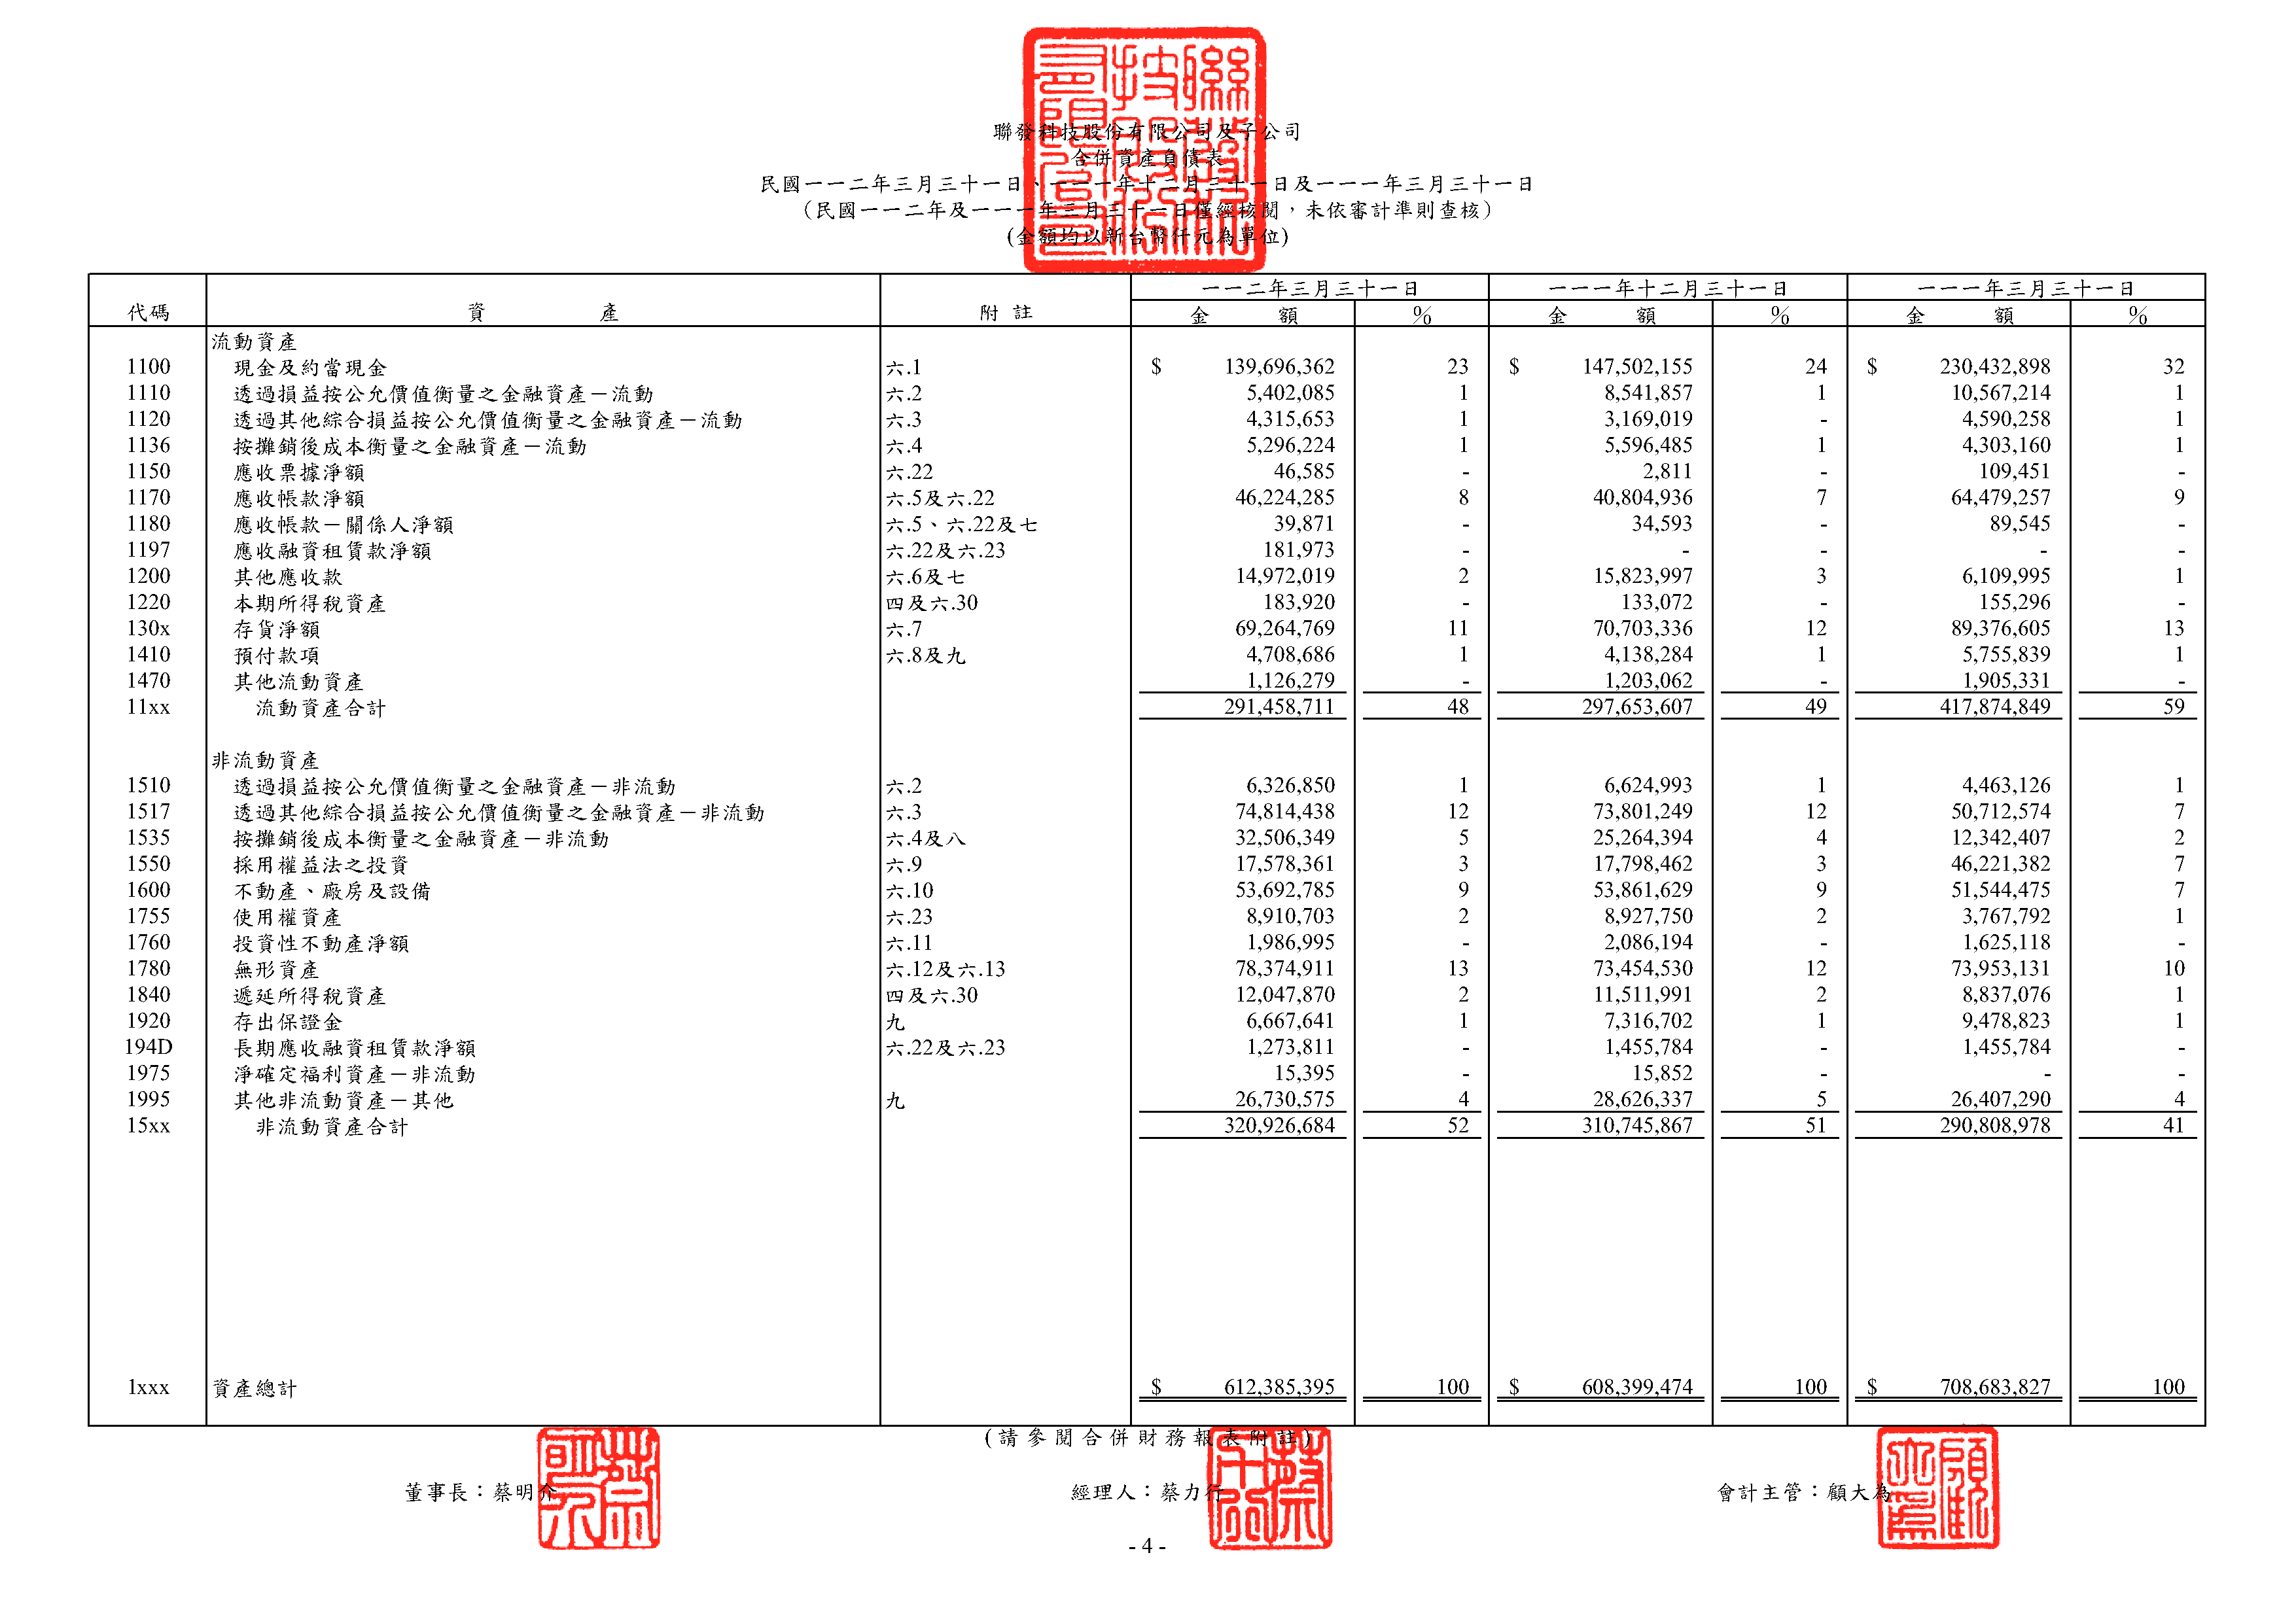 聯發科技股份有限公司及子公司
合併資產負債表
民國一一二年三月三十一日、一一一年十二月三十一日及一一一年三月三十一日
(民國一一二年及一一一年三月三十一日僅經核閱,未依審計準則查核)
(金額均以新台幣仟元為單位)
代碼 資產 附註 一一二年三月三十一日 一一一年十二月三十一日 一一一年三月三十一日
金額 % 金額 % 金額 %
流動資產
1100 現金及約當現金 六.1 $ 139,696,362 23 $ 147,502,155 24 $ 230,432,898 32
1110 透過損益按公允價值衡量之金融資產-流動 六.2 5,402,085 1 8,541,857 1 10,567,214 1
1120 透過其他綜合損益按公允價值衡量之金融資產-流動 六.3 4,315,653 1 3,169,019 - 4,590,258 1
1136 按攤銷後成本衡量之金融資產-流動 六.4 5,296,224 1 5,596,485 1 4,303,160 1
1150 應收票據淨額 六.22 46,585 - 2,811 - 109,451 -
1170 應收帳款淨額 六.5及六.22 46,224,285 8 40,804,936 7 64,479,257 9
1180 應收帳款-關係人淨額 六.5、六.22及七 39,871 - 34,593 - 89,545 -
1197 應收融資租賃款淨額 六.22及六.23 181,973 - - - - -
1200 其他應收款 六.6及七 14,972,019 2 15,823,997 3 6,109,995 1
1220 本期所得稅資產 四及六.30 183,920 - 133,072 - 155,296 -
130x 存貨淨額 六.7 69,264,769 11 70,703,336 12 89,376,605 13
1410 預付款項 六.8及九 4,708,686 1 4,138,284 1 5,755,839 1
1470 其他流動資產 1,126,279 - 1,203,062 - 1,905,331 -
11xx 流動資產合計 291,458,711 48 297,653,607 49 417,874,849 59
非流動資產
1510 透過損益按公允價值衡量之金融資產-非流動 六.2 6,326,850 1 6,624,993 1 4,463,126 1
1517 透過其他綜合損益按公允價值衡量之金融資產-非流動 六.3 74,814,438 12 73,801,249 12 50,712,574 7
1535 按攤銷後成本衡量之金融資產-非流動 六.4及八 32,506,349 5 25,264,394 4 12,342,407 2
1550 採用權益法之投資 六.9 17,578,361 3 17,798,462 3 46,221,382 7
1600 不動產、廠房及設備 六.10 53,692,785 9 53,861,629 9 51,544,475 7
1755 使用權資產 六.23 8,910,703 2 8,927,750 2 3,767,792 1
1760 投資性不動產淨額 六.11 1,986,995 - 2,086,194 - 1,625,118 -
1780 無形資產 六.12及六.13 78,374,911 13 73,454,530 12 73,953,131 10
1840 遞延所得稅資產 四及六.30 12,047,870 2 11,511,991 2 8,837,076 1
1920 存出保證金 九 6,667,641 1 7,316,702 1 9,478,823 1
194D 長期應收融資租賃款淨額 六.22及六.23 1,273,811 - 1,455,784 - 1,455,784 -
1975 淨確定福利資產-非流動 15,395 - 15,852 - - -
1995 其他非流動資產-其他 九 26,730,575 4 28,626,337 5 26,407,290 4
15xx 非流動資產合計 320,926,684 52 310,745,867 51 290,808,978 41
1xxx 資產總計 $ 612,385,395 100 $ 608,399,474 100 $ 708,683,827 100
(請參閱合併財務報表附註)
董事長:蔡明介 經理人:蔡力行 會計主管:顧大為
- 4 -